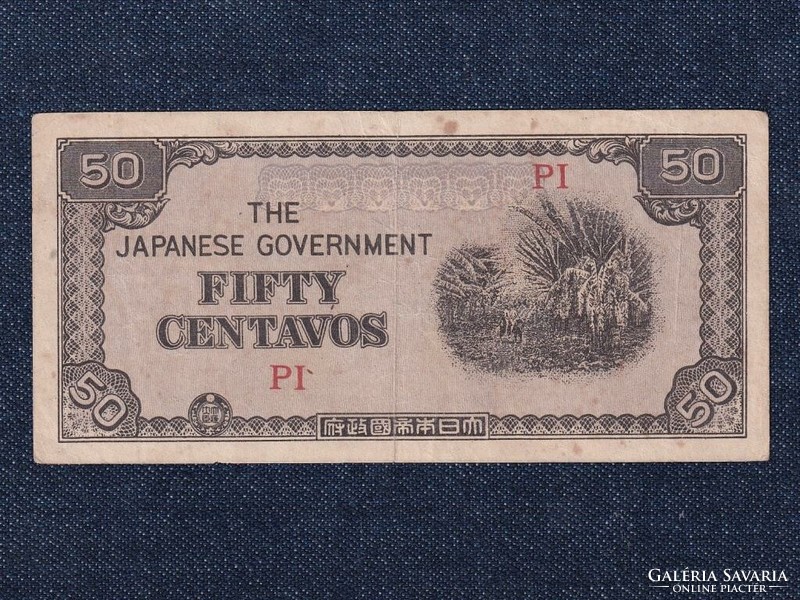 50
50
PI
THE
JAPANESE GOVERNMENT
FIFTY
CENTAVOS
PI
50
50
府政國帝本日大
GALÉRIA SAVARIA
ONLINE PIACTÉR